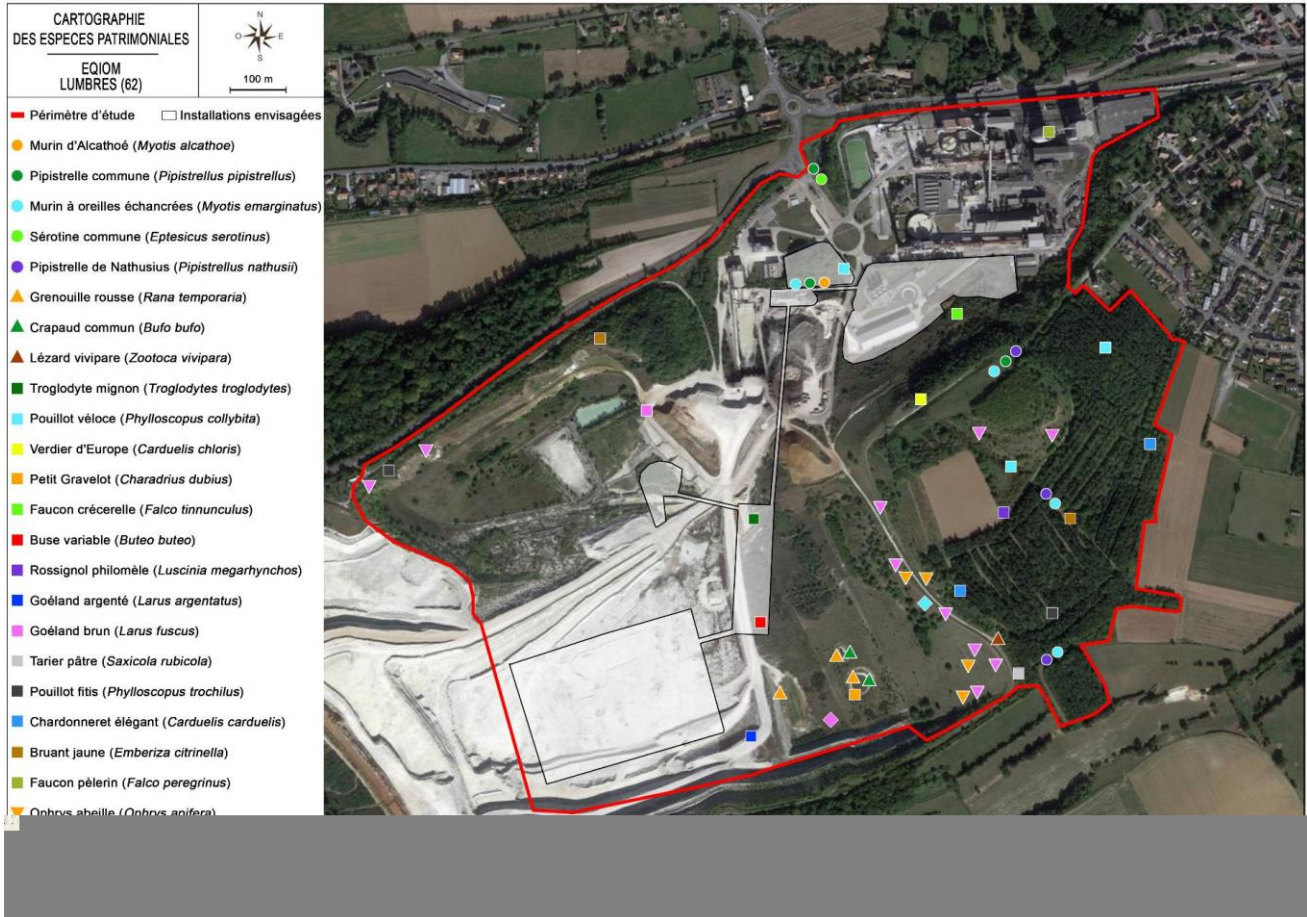 CARTOGRAPHIE
DES ESPECES PATRIMONIALES
EQIOM
LUMBRES (62)
N
O
E
S
100 m
Périmètre d'étude
Installations envisagées
Murin d'Alcathoé (Myotis alcathoe)
Pipistrelle commune (Pipistrellus pipistrellus)
Murin à oreilles échancrées (Myotis emarginatus)
Sérotine commune (Eptesicus serotinus)
Pipistrelle de Nathusius (Pipistrellus nathusii)
Grenouille rousse (Rana temporaria)
Crapaud commun (Bufo bufo)
Lézard vivipare (Zootoca vivipara)
Troglodyte mignon (Troglodytes troglodytes)
Pouillot véloce (Phylloscopus collybita)
Verdier d'Europe (Carduelis chloris)
Petit Gravelot (Charadrius dubius)
Faucon crécerelle (Falco tinnunculus)
Buse variable (Buteo buteo)
Rossignol philomèle (Luscinia megarhynchos)
Goéland argenté (Larus argentatus)
Goéland brun (Larus fuscus)
Tarier pâtre (Saxicola rubicola)
Pouillot fitis (Phylloscopus trochilus)
Chardonneret élégant (Carduelis carduelis)
Bruant jaune (Emberiza citrinella)
Faucon pèlerin (Falco peregrinus)
Ophrys abeille (Ophrys apifera)